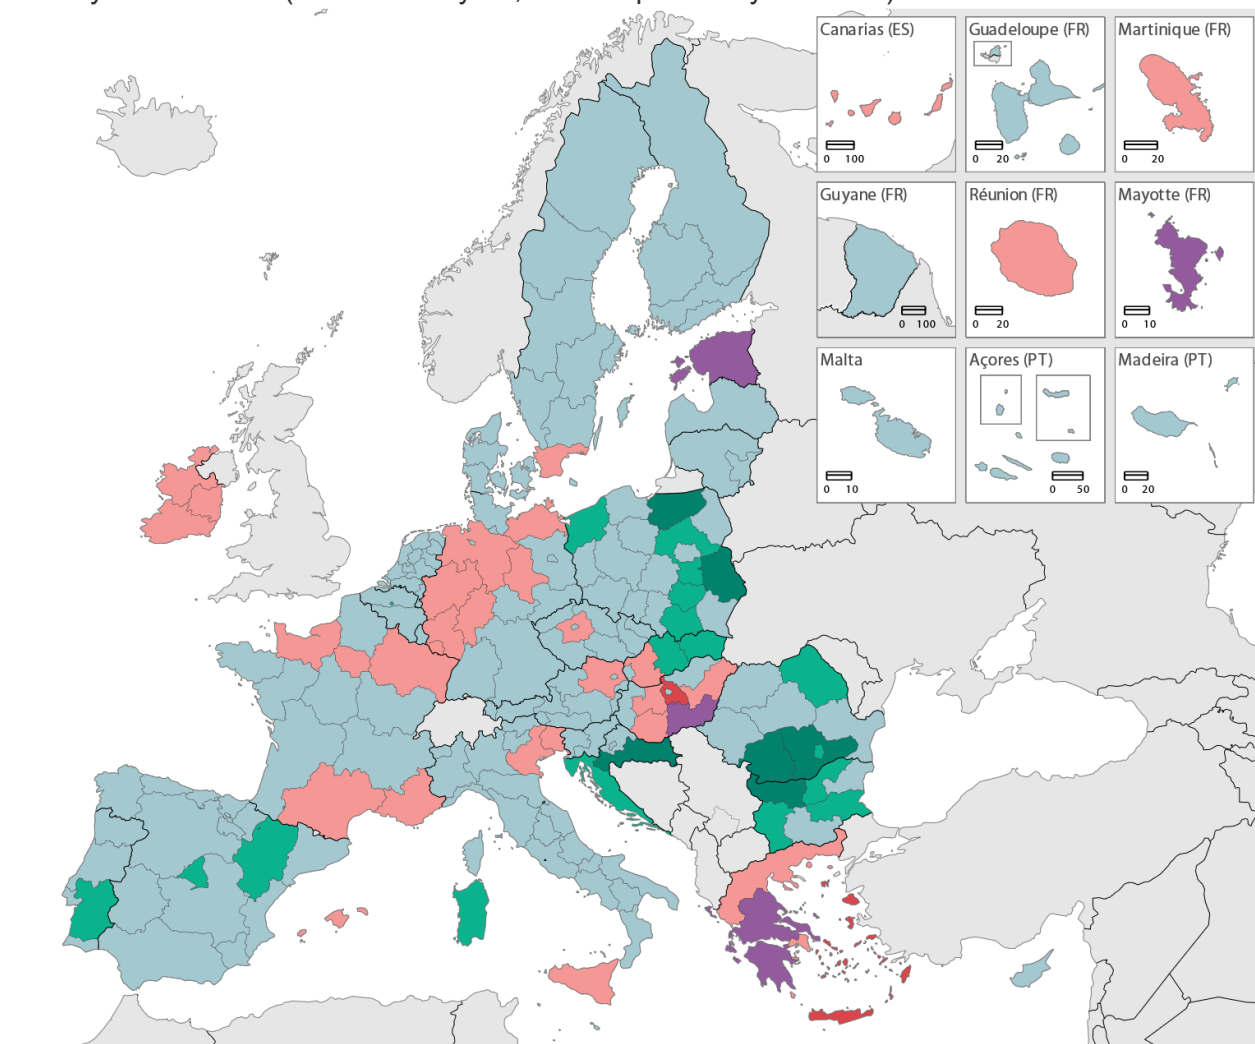 Canarias (ES)
0 100
Guadeloupe (FR)
0 20
Martinique (FR)
0 20
Guyane (FR)
0 100
Réunion (FR)
0 20
Mayotte (FR)
0 10
Malta
0 10
Açores (PT)
0 50
Madeira (PT)
0 20